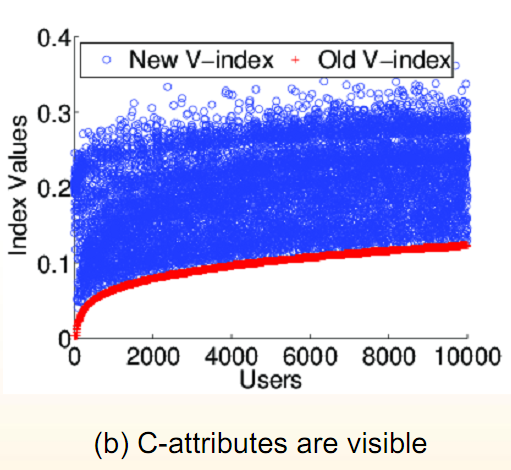 0.4
New V-index
Old V-index
0.3
0.2
0.1
0
Index Values
0 2000 4000 6000 8000 10000
Users
(b) C-attributes are visible